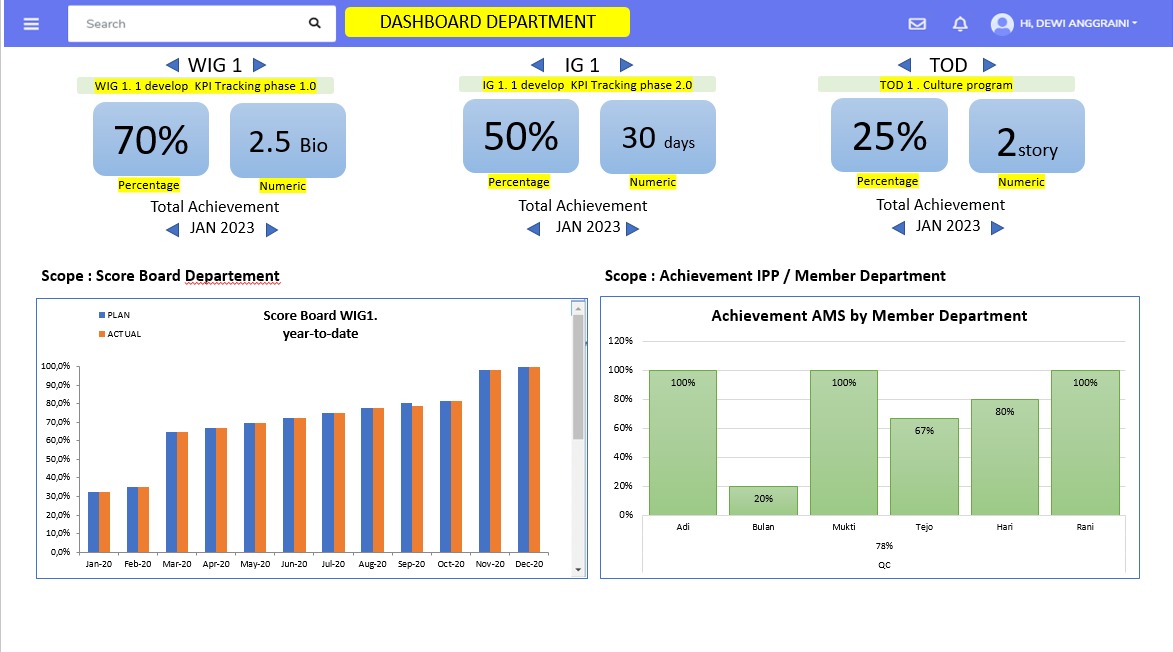 Search
DASHBOARD DEPARTMENT
Hi, DEWI ANGGRAINI
WIG 1
WIG 1. 1 develop  KPI Tracking phase 1.0
70%
2.5 Bio
Percentage
Numeric
Total Achievement
JAN 2023
IG 1
IG 1. 1 develop  KPI Tracking phase 2.0
50%
30 days
Percentage
Numeric
Total Achievement
JAN 2023
TOD
TOD 1 . Culture program
25%
2 story
Percentage
Numeric
Total Achievement
JAN 2023
Scope : Score Board Departement
PLAN
ACTUAL
Score Board WIG1.
year-to-date
100,0%
90,0%
80,0%
70,0%
60,0%
50,0%
40,0%
30,0%
20,0%
10,0%
0,0%
Jan-20 Feb-20 Mar-20 Apr-20 May-20 Jun-20 Jul-20 Aug-20 Sep-20 Oct-20 Nov-20 Dec-20
Scope : Achievement IPP / Member Department
Achievement AMS by Member Department
120%
100%
80%
60%
40%
20%
0%
100% 20% 100% 67% 80% 100%
Adi Bulan Mukti Tejo Hari Rani
78%
QC